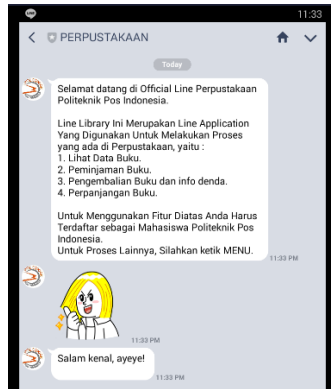 11:33
PERPUSTAKAAN
Today
Selamat datang di Official Line Perpustakaan
Politeknik Pos Indonesia.
Line Library Ini Merupakan Line Application
Yang Digunakan Untuk Melakukan Proses
yang ada di Perpustakaan, yaitu :
1. Lihat Data Buku.
2. Peminjaman Buku.
3. Pengembalian Buku dan info denda.
4. Perpanjangan Buku.
Untuk Menggunakan Fitur Diatas Anda Harus
Terdaftar sebagai Mahasiswa Politeknik Pos
Indonesia.
Untuk Proses Lainnya, Silahkan ketik MENU.
11:33 PM
11:33 PM
Salam kenal, ayeye!
11:33 PM